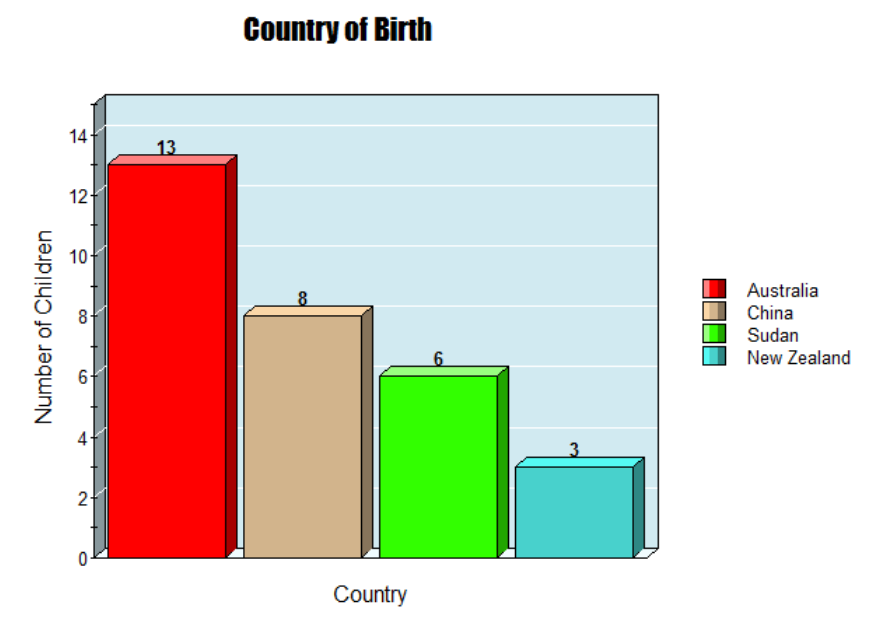 Country of Birth
Number of Children
14
12
10
8
6
4
2
0
13
8
6
3
Country
Australia
China
Sudan
New Zealand